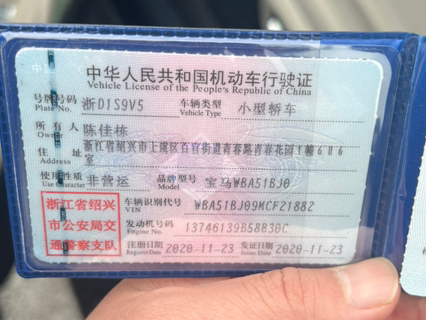 中华人民共和国机动车行驶证
Vehicle License of the People's Republic of China
号牌号码 浙D1S9V5 车辆类型 小型轿车
Plate No. Vehicle Type
所有人 陈佳栋
Owner
住址 浙江省绍兴市上虞区百官街道青春路青春花园1幢606
Address 室
使用性质 非营运 品牌型号 宝马WBA51BJ0
Use Character Model
浙江省绍兴
市公安局交
通警察支队
车辆识别代号 WBA51BJ09MCF21882
VIN
发动机号码 13746139B58B30C
Engine No.
注册日期 2020-11-23 发证日期 2020-11-23
Register Date Issue Date